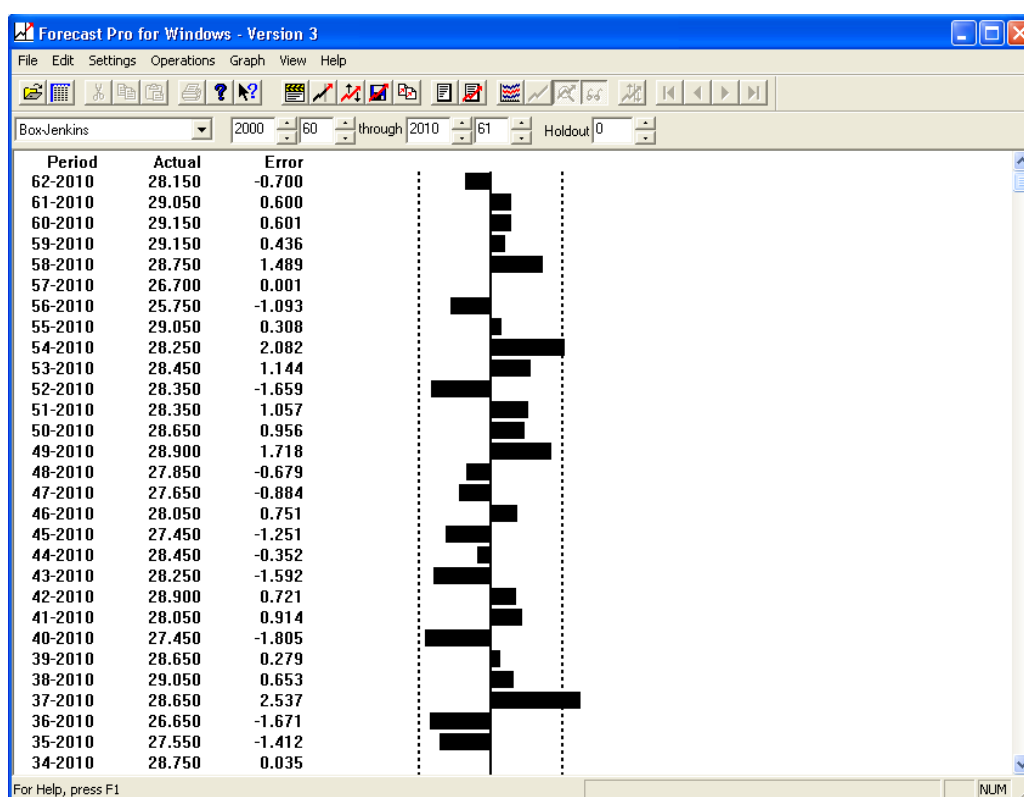 Forecast Pro for Windows - Version 3
File Edit Settings Operations Graph View Help
Box-Jenkins 2000 60 through 2010 61 Holdout 0
Period Actual Error
62-2010 28.150 -0.700
61-2010 29.050 0.600
60-2010 29.150 0.601
59-2010 29.150 0.436
58-2010 28.750 1.489
57-2010 26.700 0.001
56-2010 25.750 -1.093
55-2010 29.050 0.308
54-2010 28.250 2.082
53-2010 28.450 1.144
52-2010 28.350 -1.659
51-2010 28.350 1.057
50-2010 28.650 0.956
49-2010 28.900 1.718
48-2010 27.850 -0.679
47-2010 27.650 -0.884
46-2010 28.050 0.751
45-2010 27.450 -1.251
44-2010 28.450 -0.352
43-2010 28.250 -1.592
42-2010 28.900 0.721
41-2010 28.050 0.914
40-2010 27.450 -1.805
39-2010 28.650 0.279
38-2010 29.050 0.653
37-2010 28.650 2.537
36-2010 26.650 -1.671
35-2010 27.550 -1.412
34-2010 28.750 0.035
For Help, press F1 NUM